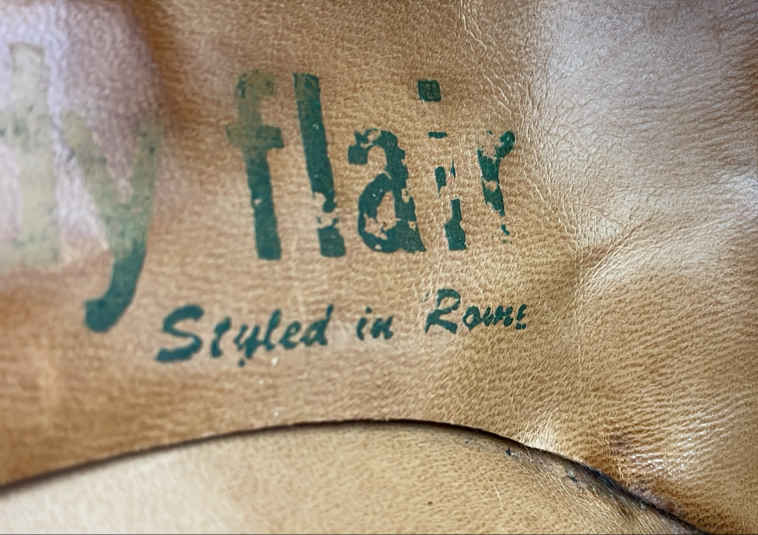 flair
Styled in Rome